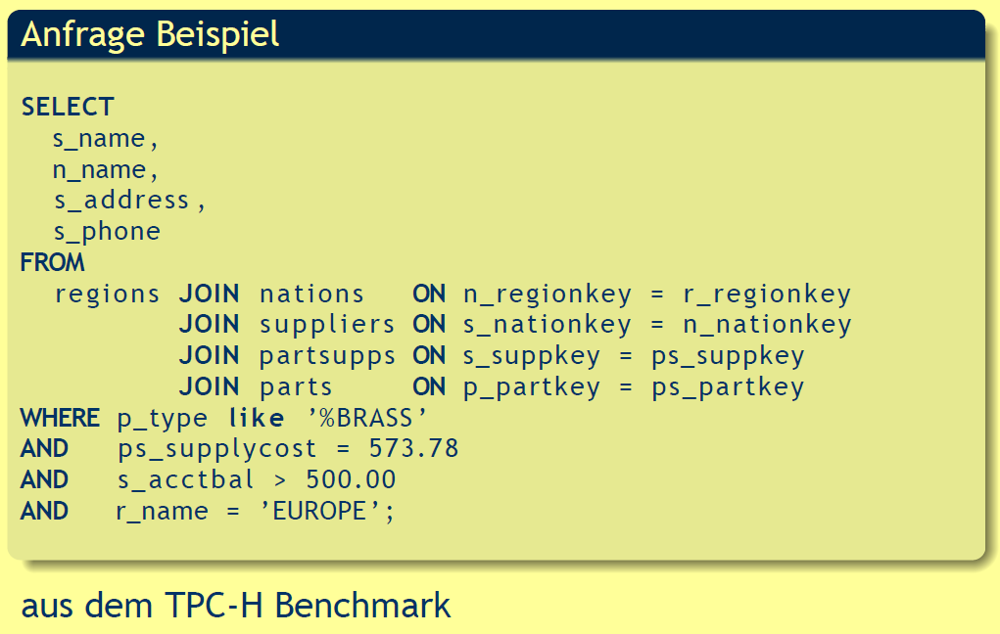 Anfrage Beispiel
SELECT
s_name,
n_name,
s_address,
s_phone
FROM
regions JOIN nations ON n_regionkey = r_regionkey
JOIN suppliers ON s_nationkey = n_nationkey
JOIN partsupps ON s_suppkey = ps_suppkey
JOIN parts ON p_partkey = ps_partkey
WHERE p_type like ’%BRASS’
AND ps_supplycost = 573.78
AND s_acctbal > 500.00
AND r_name = ’EUROPE’;
aus dem TPC-H Benchmark